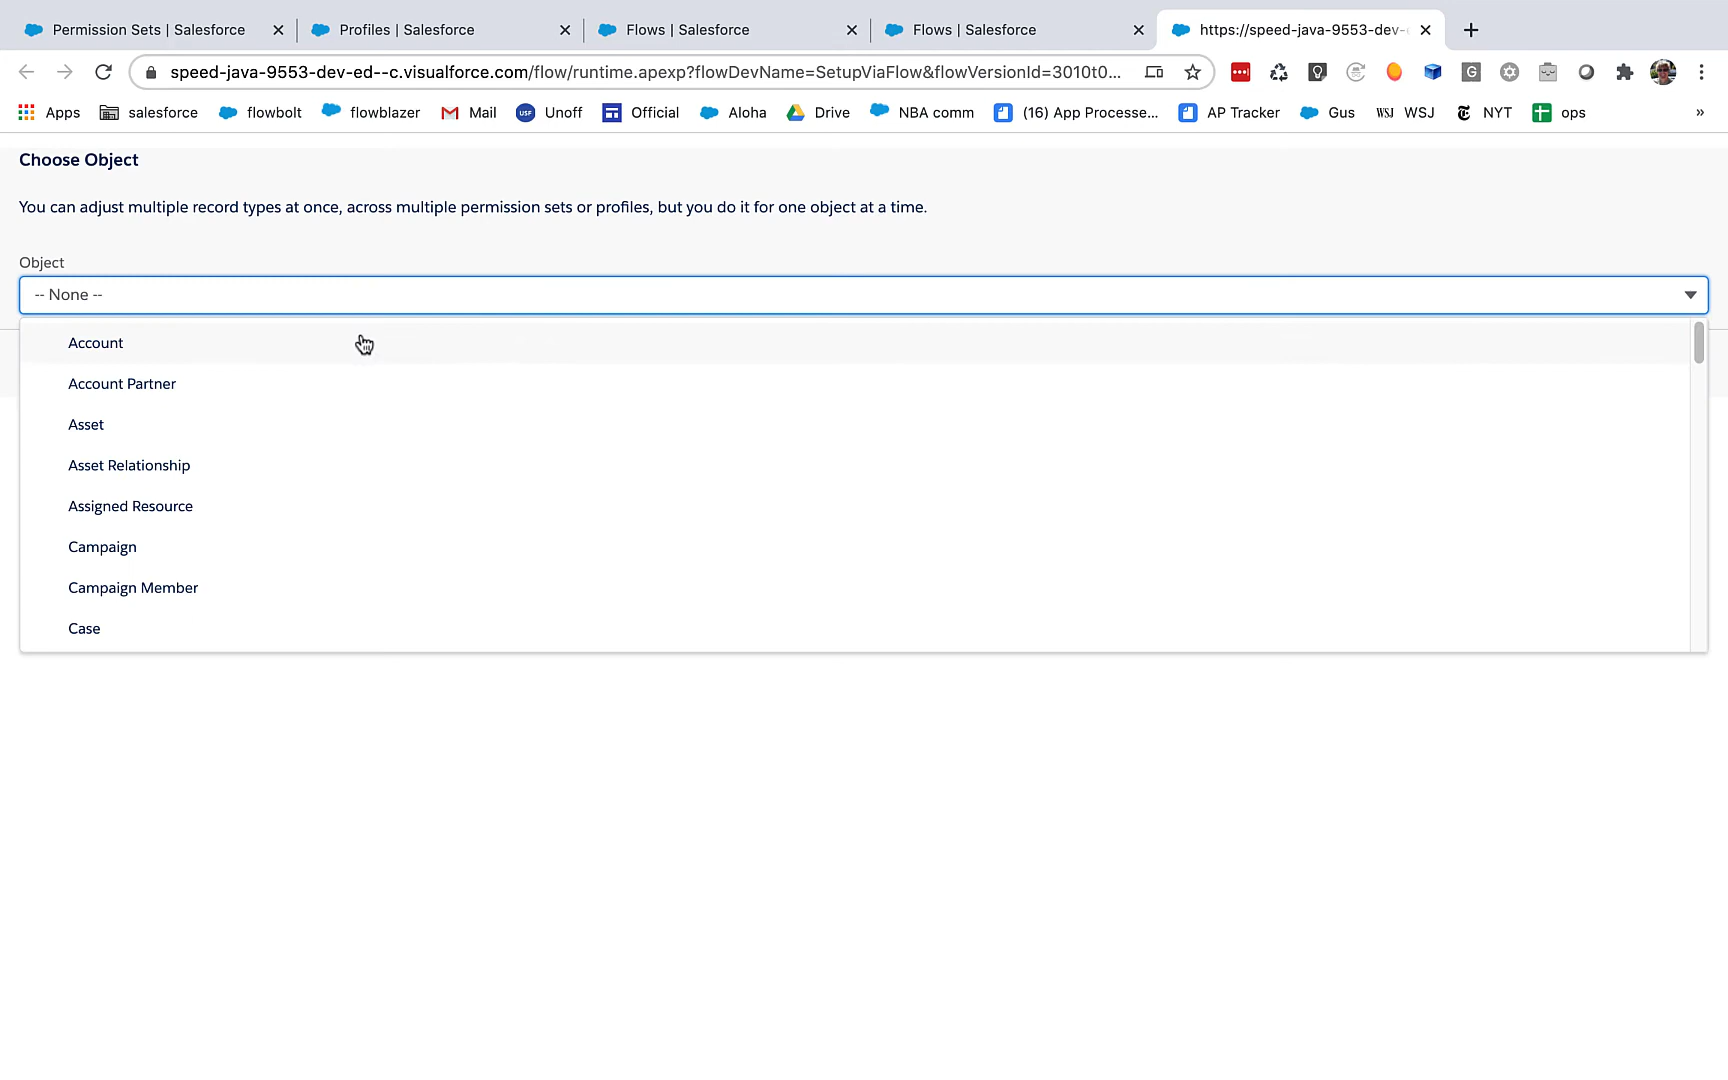 Permission Sets | Salesforce
Profiles | Salesforce
Flows | Salesforce
Flows | Salesforce
https://speed-java-9553-dev-
speed-java-9553-dev-ed--c.visualforce.com/flow/runtime.apexp?flowDevName=SetupViaFlow&flowVersionId=3010t0...
Apps
salesforce
flowbolt
flowblazer
Mail
USF
Unoff
Official
Aloha
Drive
NBA comm
(16) App Processe...
AP Tracker
Gus
WSJ
WSJ
NYT
ops
»
Choose Object
You can adjust multiple record types at once, across multiple permission sets or profiles, but you do it for one object at a time.
Object
-- None --
Account
Account Partner
Asset
Asset Relationship
Assigned Resource
Campaign
Campaign Member
Case